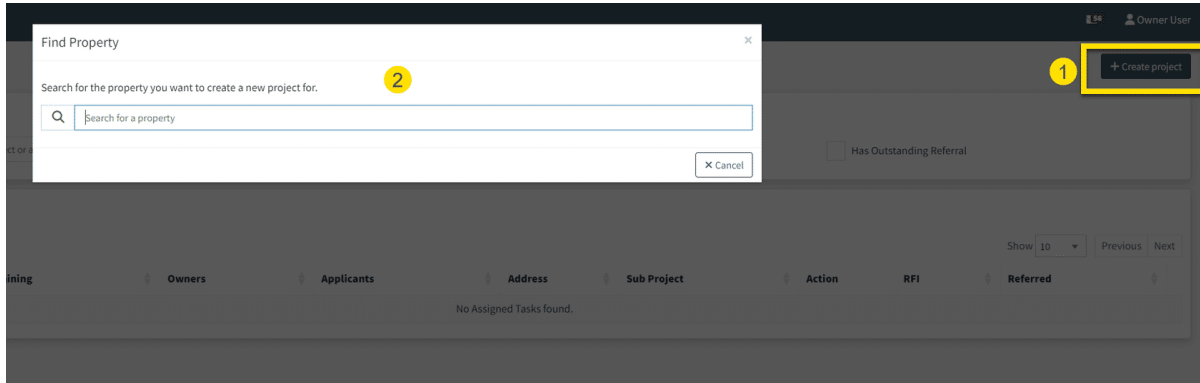 56 Owner User
Find Property ×
1 + Create project
Search for the property you want to create a new project for. 2
Search for a property
Has Outstanding Referral
× Cancel
Show 10 Previous Next
Owners Applicants Address Sub Project Action RFI Referred
No Assigned Tasks found.